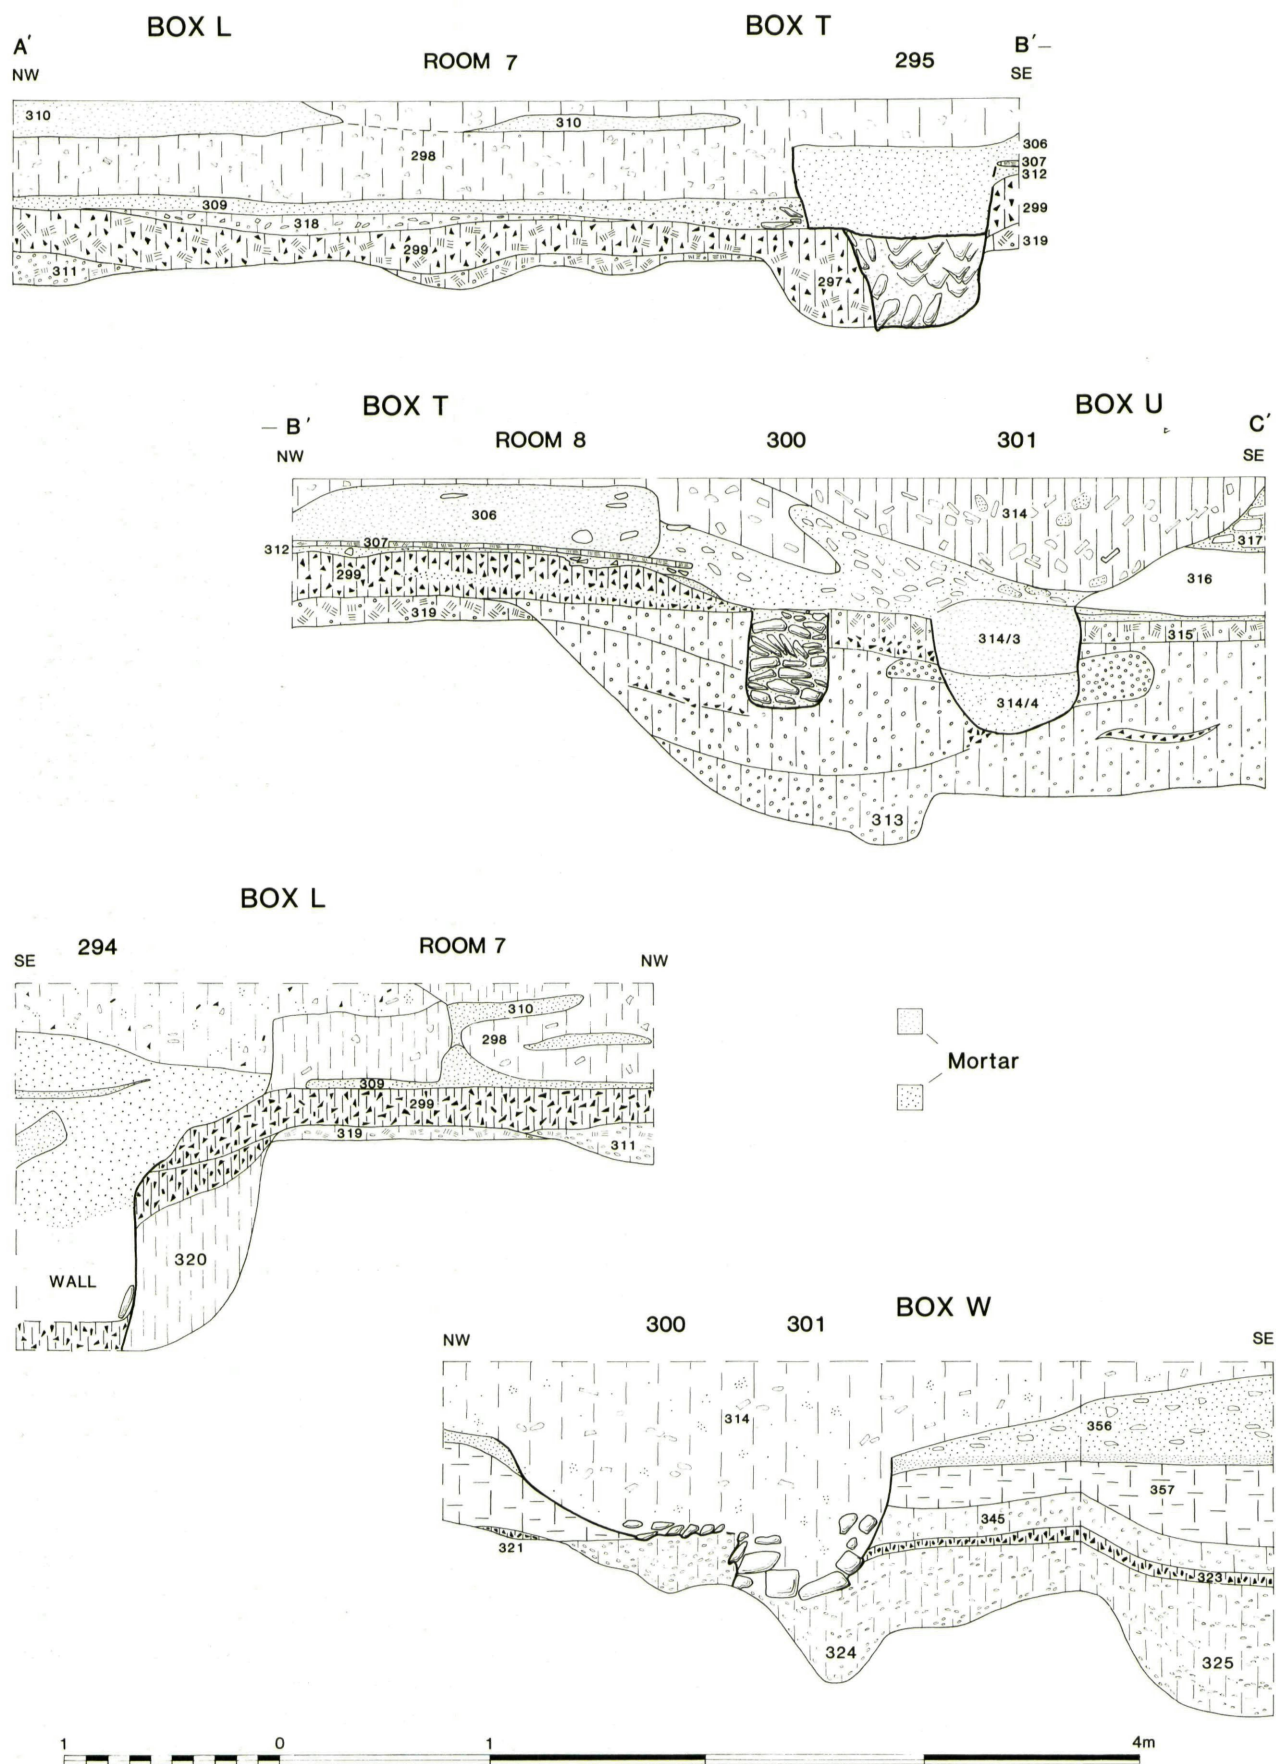 BOX L BOX T
A' ROOM 7 295 B'—
NW SE
310 310
298
306
307
312
309
318
299
299
319
311
297
BOX T BOX U
— B' ROOM 8 300 301 C'
NW SE
306
314
307
312
317
299
316
319
314/3
315
314/4
313
BOX L
294 ROOM 7
SE NW
310
298
309
299
319
311
320
WALL
Mortar
BOX W
300 301
NW SE
314
356
357
345
321
323
324
325
1 0 1 4m